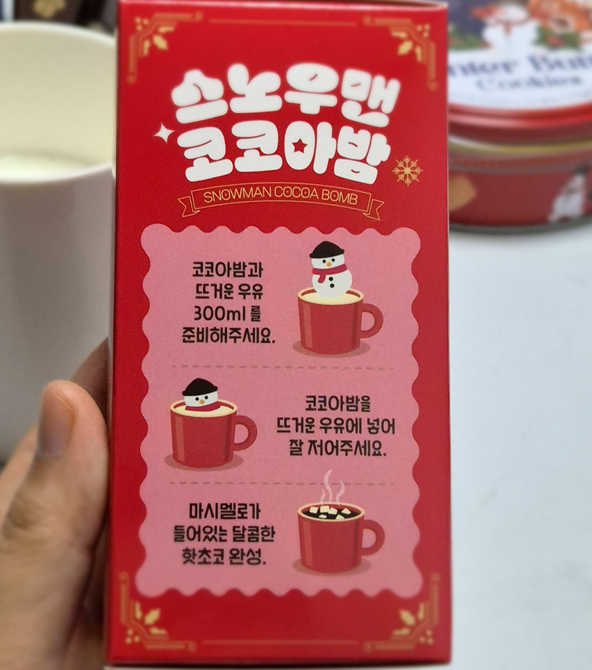 스노우맨
코코아밤
SNOWMAN COCOA BOMB
코코아밤과
뜨거운 우유
300ml 를
준비해주세요.
코코아밤을
뜨거운 우유에 넣어
잘 저어주세요.
마시멜로가
들어있는 달콤한
핫초코 완성.
Cookies